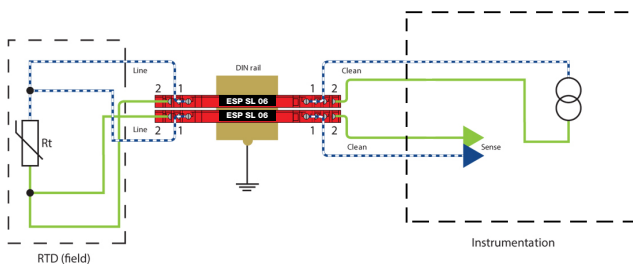 DIN rail
Line
Clean
2 1
1 2
ESP SL 06
ESP SL 06
2 1
1 2
Line
Clean
Rt
Sense
RTD (field)
Instrumentation